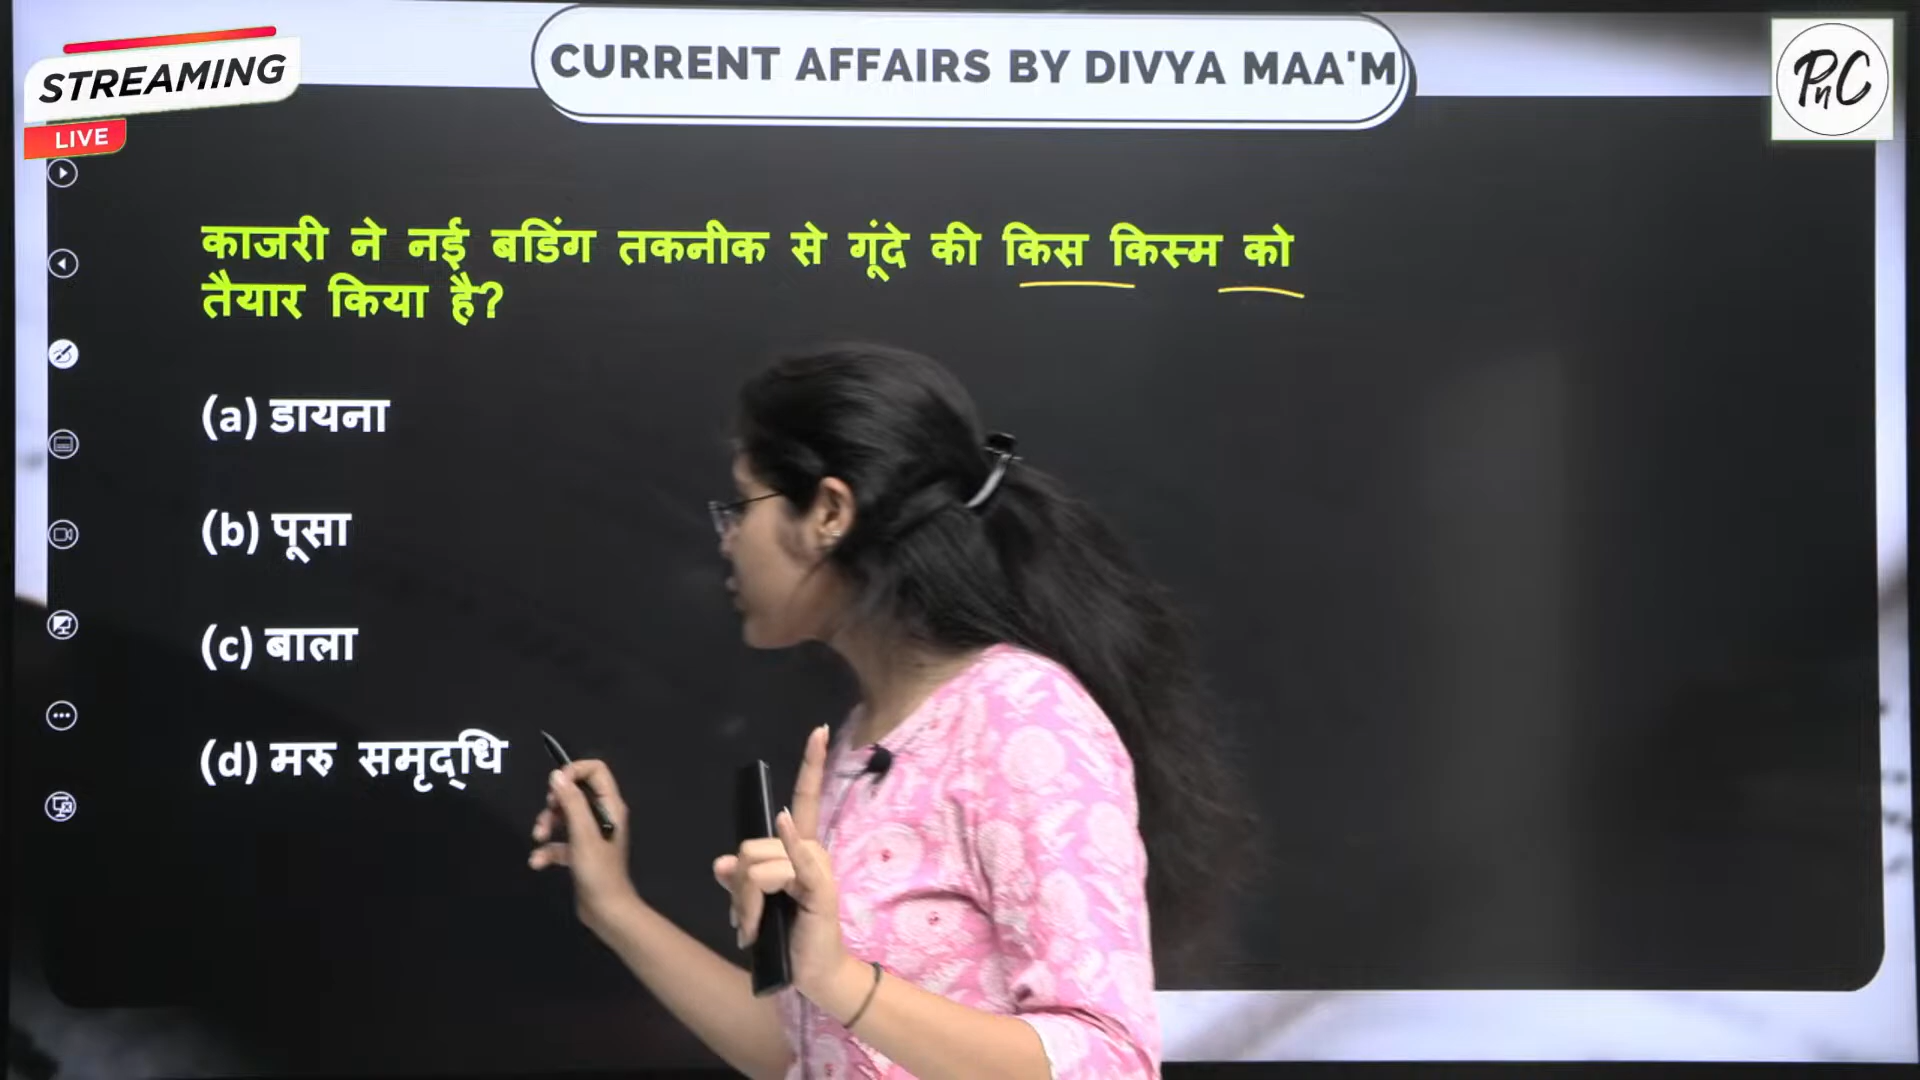 STREAMING
LIVE
CURRENT AFFAIRS BY DIVYA MAA'M
PnC
काजरी ने नई बडिंग तकनीक से गूंदे की किस किस्म को
तैयार किया है?
(a) डायना
(b) पूसा
(c) बाला
(d) मरु समृद्धि